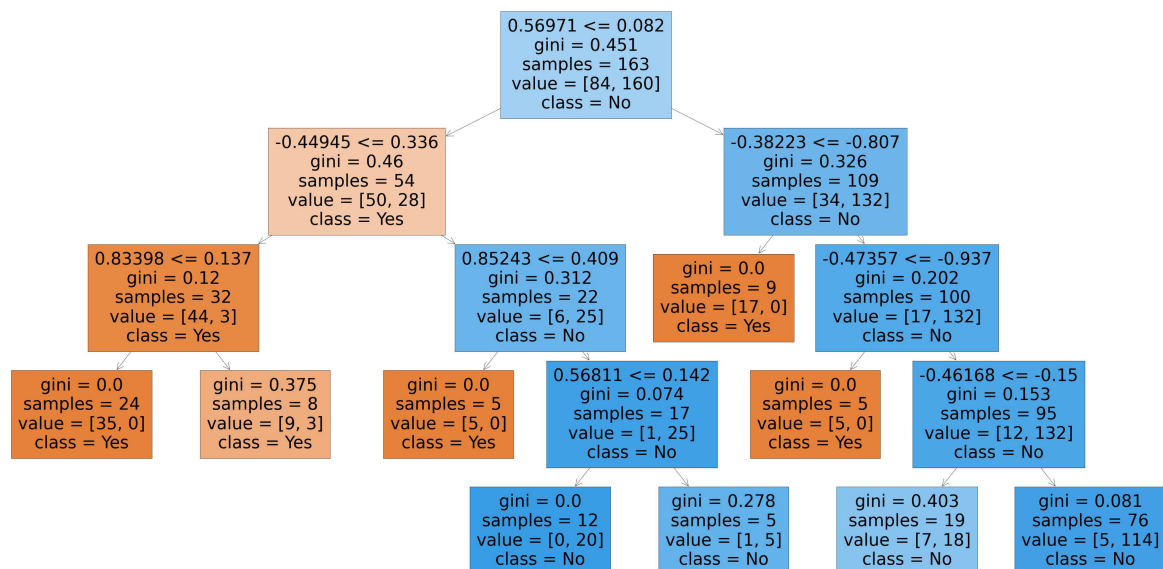 0.56971 <= 0.082
gini = 0.451
samples = 163
value = [84, 160]
class = No
-0.44945 <= 0.336
gini = 0.46
samples = 54
value = [50, 28]
class = Yes
-0.38223 <= -0.807
gini = 0.326
samples = 109
value = [34, 132]
class = No
0.83398 <= 0.137
gini = 0.12
samples = 32
value = [44, 3]
class = Yes
0.85243 <= 0.409
gini = 0.312
samples = 22
value = [6, 25]
class = No
gini = 0.0
samples = 9
value = [17, 0]
class = Yes
-0.47357 <= -0.937
gini = 0.202
samples = 100
value = [17, 132]
class = No
gini = 0.0
samples = 24
value = [35, 0]
class = Yes
gini = 0.375
samples = 8
value = [9, 3]
class = Yes
gini = 0.0
samples = 5
value = [5, 0]
class = Yes
0.56811 <= 0.142
gini = 0.074
samples = 17
value = [1, 25]
class = No
gini = 0.0
samples = 5
value = [5, 0]
class = Yes
-0.46168 <= -0.15
gini = 0.153
samples = 95
value = [12, 132]
class = No
gini = 0.0
samples = 12
value = [0, 20]
class = No
gini = 0.278
samples = 5
value = [1, 5]
class = No
gini = 0.403
samples = 19
value = [7, 18]
class = No
gini = 0.081
samples = 76
value = [5, 114]
class = No